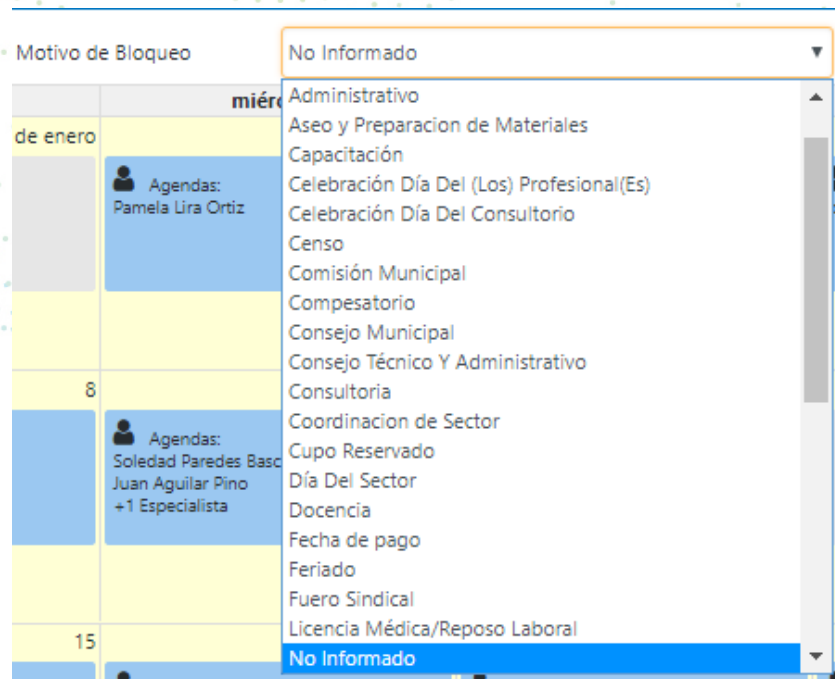 Motivo de Bloqueo
No Informado
Administrativo
Aseo y Preparacion de Materiales
Capacitación
Celebración Día Del (Los) Profesional(Es)
Celebración Día Del Consultorio
Censo
Comisión Municipal
Compesatorio
Consejo Municipal
Consejo Técnico Y Administrativo
Consultoria
Coordinacion de Sector
Cupo Reservado
Día Del Sector
Docencia
Fecha de pago
Feriado
Fuero Sindical
Licencia Médica/Reposo Laboral
No Informado
miérc
de enero
Agendas:
Pamela Lira Ortiz
8
Agendas:
Soledad Paredes Basc
Juan Aguilar Pino
+1 Especialista
15